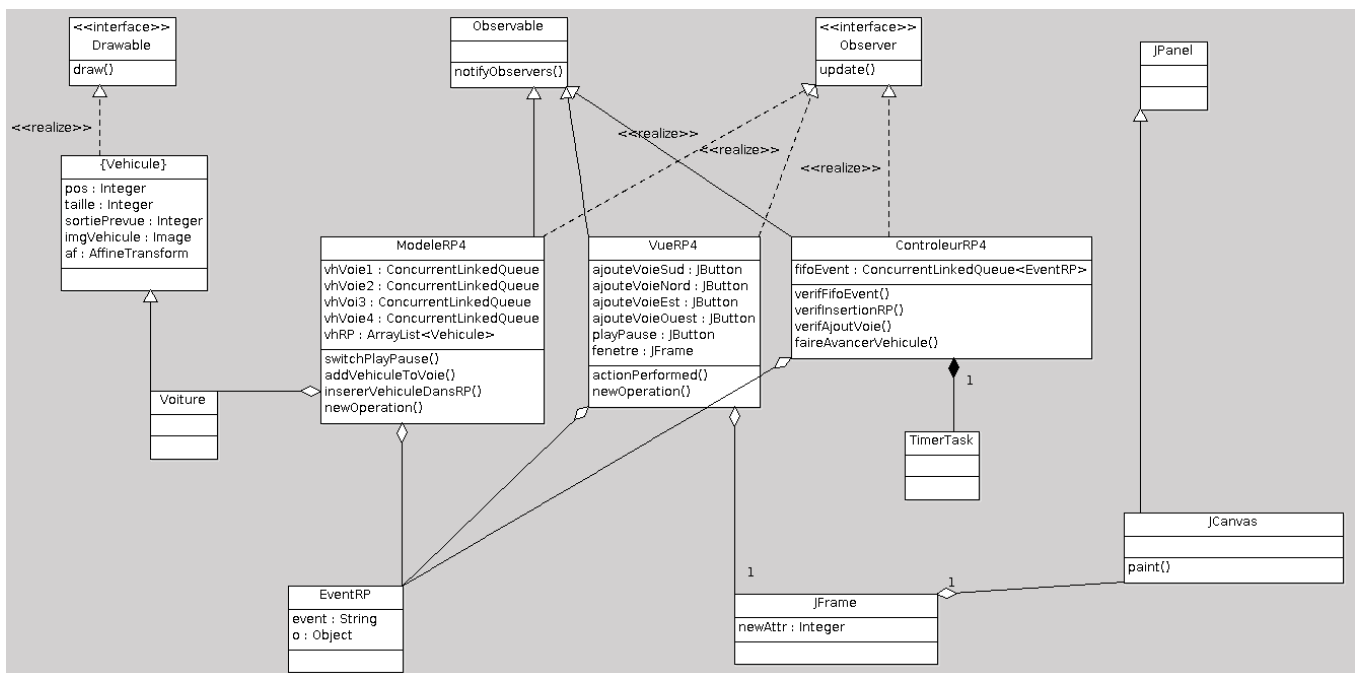 <<interface>>
Drawable
draw()
<<realize>>
{Vehicule}
pos : Integer
taille : Integer
sortiePrevue : Integer
imgVehicule : Image
af : AffineTransform
Observable
notifyObservers()
<<interface>>
Observer
update()
JPanel
<<realize>>
<<realize>>
<<realize>>
ModeleRP4
vhVoie1 : ConcurrentLinkedQueue
vhVoie2 : ConcurrentLinkedQueue
vhVoi3 : ConcurrentLinkedQueue
vhVoie4 : ConcurrentLinkedQueue
vhRP : ArrayList<Vehicule>
switchPlayPause()
addVehiculeToVoie()
insererVehiculeDansRP()
newOperation()
VueRP4
ajouteVoieSud : JButton
ajouteVoieNord : JButton
ajouteVoieEst : JButton
ajouteVoieOuest : JButton
playPause : JButton
fenetre : JFrame
actionPerformed()
newOperation()
ControleurRP4
fifoEvent : ConcurrentLinkedQueue<EventRP>
verifFifoEvent()
verifInsertionRP()
verifAjoutVoie()
faireAvancerVehicule()
1
Voiture
TimerTask
JCanvas
paint()
EventRP
event : String
o : Object
1
JFrame
newAttr : Integer
1